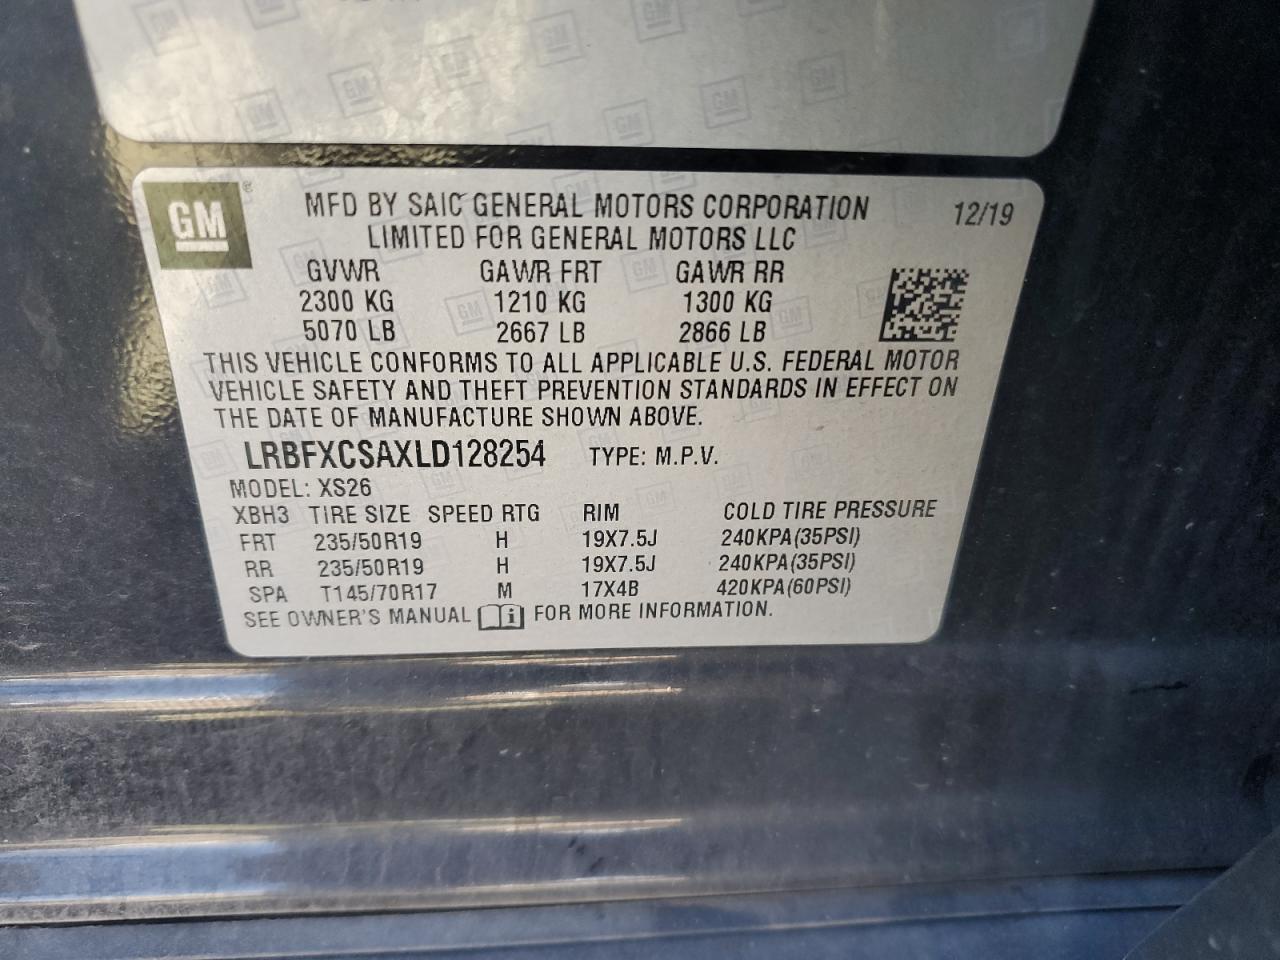 GM ®
MFD BY SAIC GENERAL MOTORS CORPORATION 12/19
LIMITED FOR GENERAL MOTORS LLC
GVWR GAWR FRT GAWR RR
2300 KG 1210 KG 1300 KG
5070 LB 2667 LB 2866 LB
THIS VEHICLE CONFORMS TO ALL APPLICABLE U.S. FEDERAL MOTOR
VEHICLE SAFETY AND THEFT PREVENTION STANDARDS IN EFFECT ON
THE DATE OF MANUFACTURE SHOWN ABOVE.
LRBFXCSAXLD128254 TYPE: M.P.V.
MODEL: XS26
XBH3 TIRE SIZE SPEED RTG RIM COLD TIRE PRESSURE
FRT 235/50R19 H 19X7.5J 240KPA(35PSI)
RR 235/50R19 H 19X7.5J 240KPA(35PSI)
SPA T145/70R17 M 17X4B 420KPA(60PSI)
SEE OWNER'S MANUAL i FOR MORE INFORMATION.